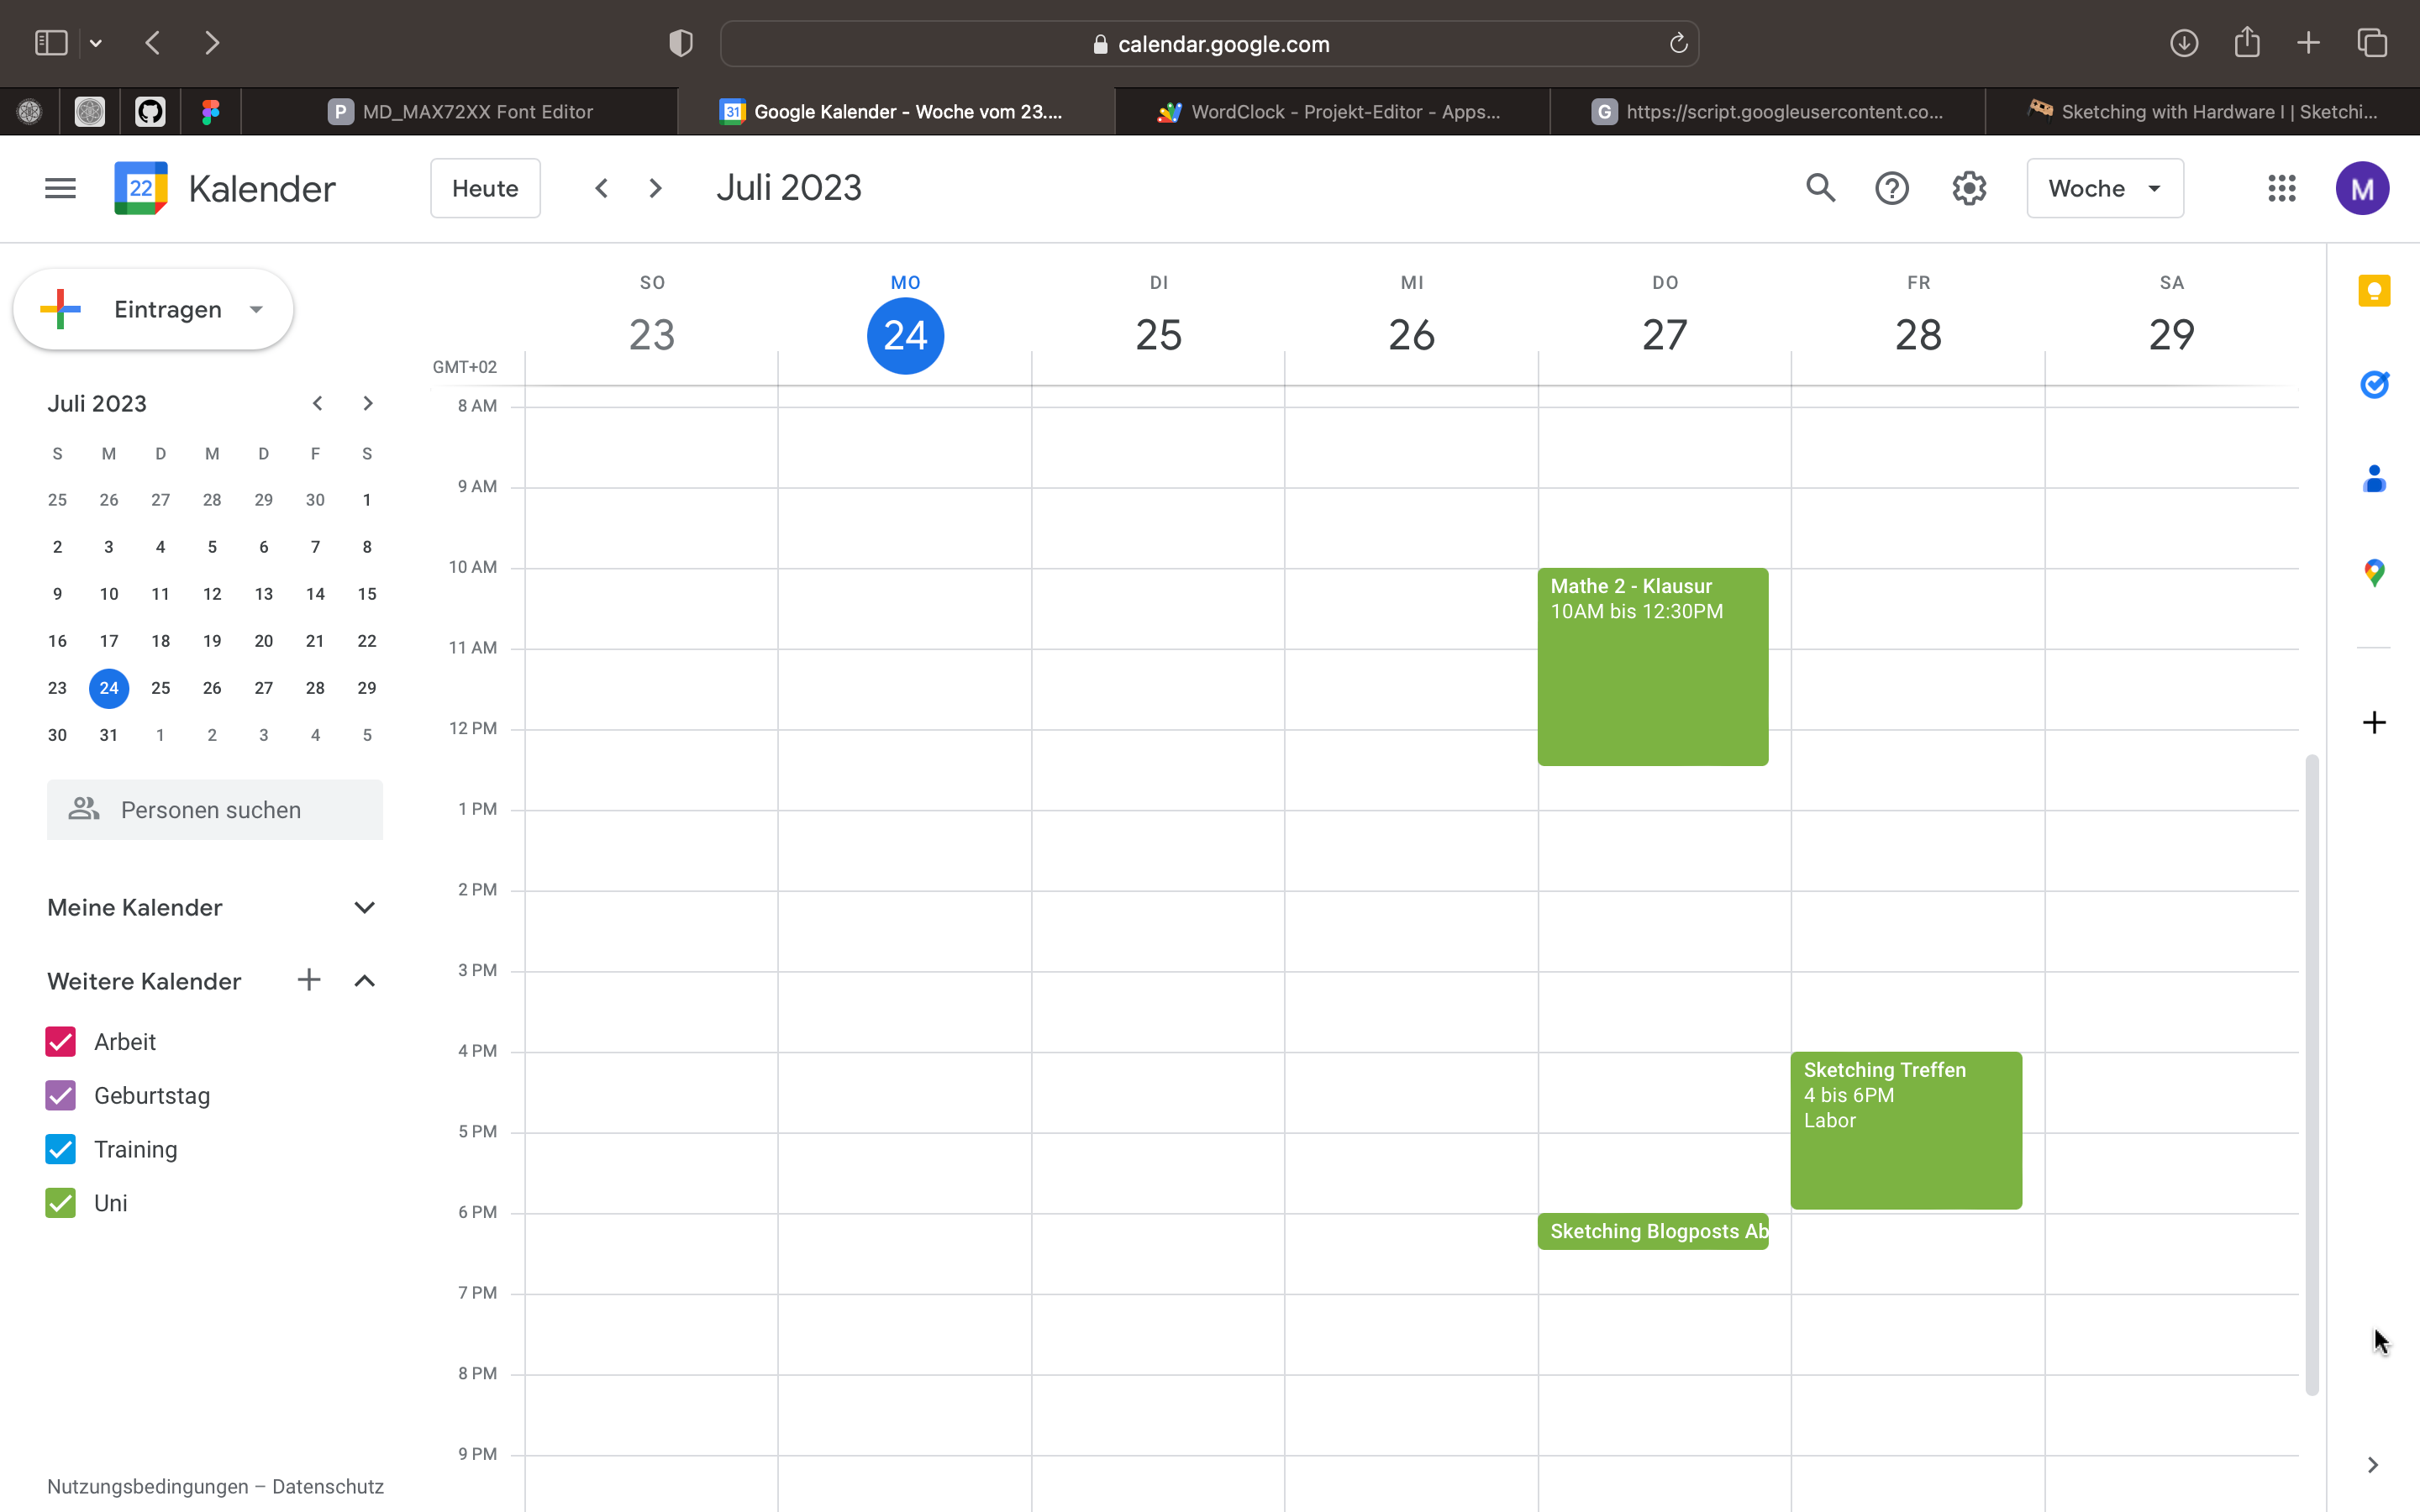 calendar.google.com
P MD_MAX72XX Font Editor
31 Google Kalender - Woche vom 23....
WordClock - Projekt-Editor - Apps...
G https://script.googleusercontent.co...
Sketching with Hardware I | Sketchi...
22 Kalender
Heute
Juli 2023
Woche
M
Eintragen
SO MO DI MI DO FR SA
23 24 25 26 27 28 29
GMT+02
Juli 2023
S M D M D F S
25 26 27 28 29 30 1
2 3 4 5 6 7 8
9 10 11 12 13 14 15
16 17 18 19 20 21 22
23 24 25 26 27 28 29
30 31 1 2 3 4 5
Personen suchen
Meine Kalender
Weitere Kalender
Arbeit
Geburtstag
Training
Uni
Nutzungsbedingungen – Datenschutz
8 AM
9 AM
10 AM
11 AM
12 PM
1 PM
2 PM
3 PM
4 PM
5 PM
6 PM
7 PM
8 PM
9 PM
Mathe 2 - Klausur
10AM bis 12:30PM
Sketching Blogposts Ab
Sketching Treffen
4 bis 6PM
Labor